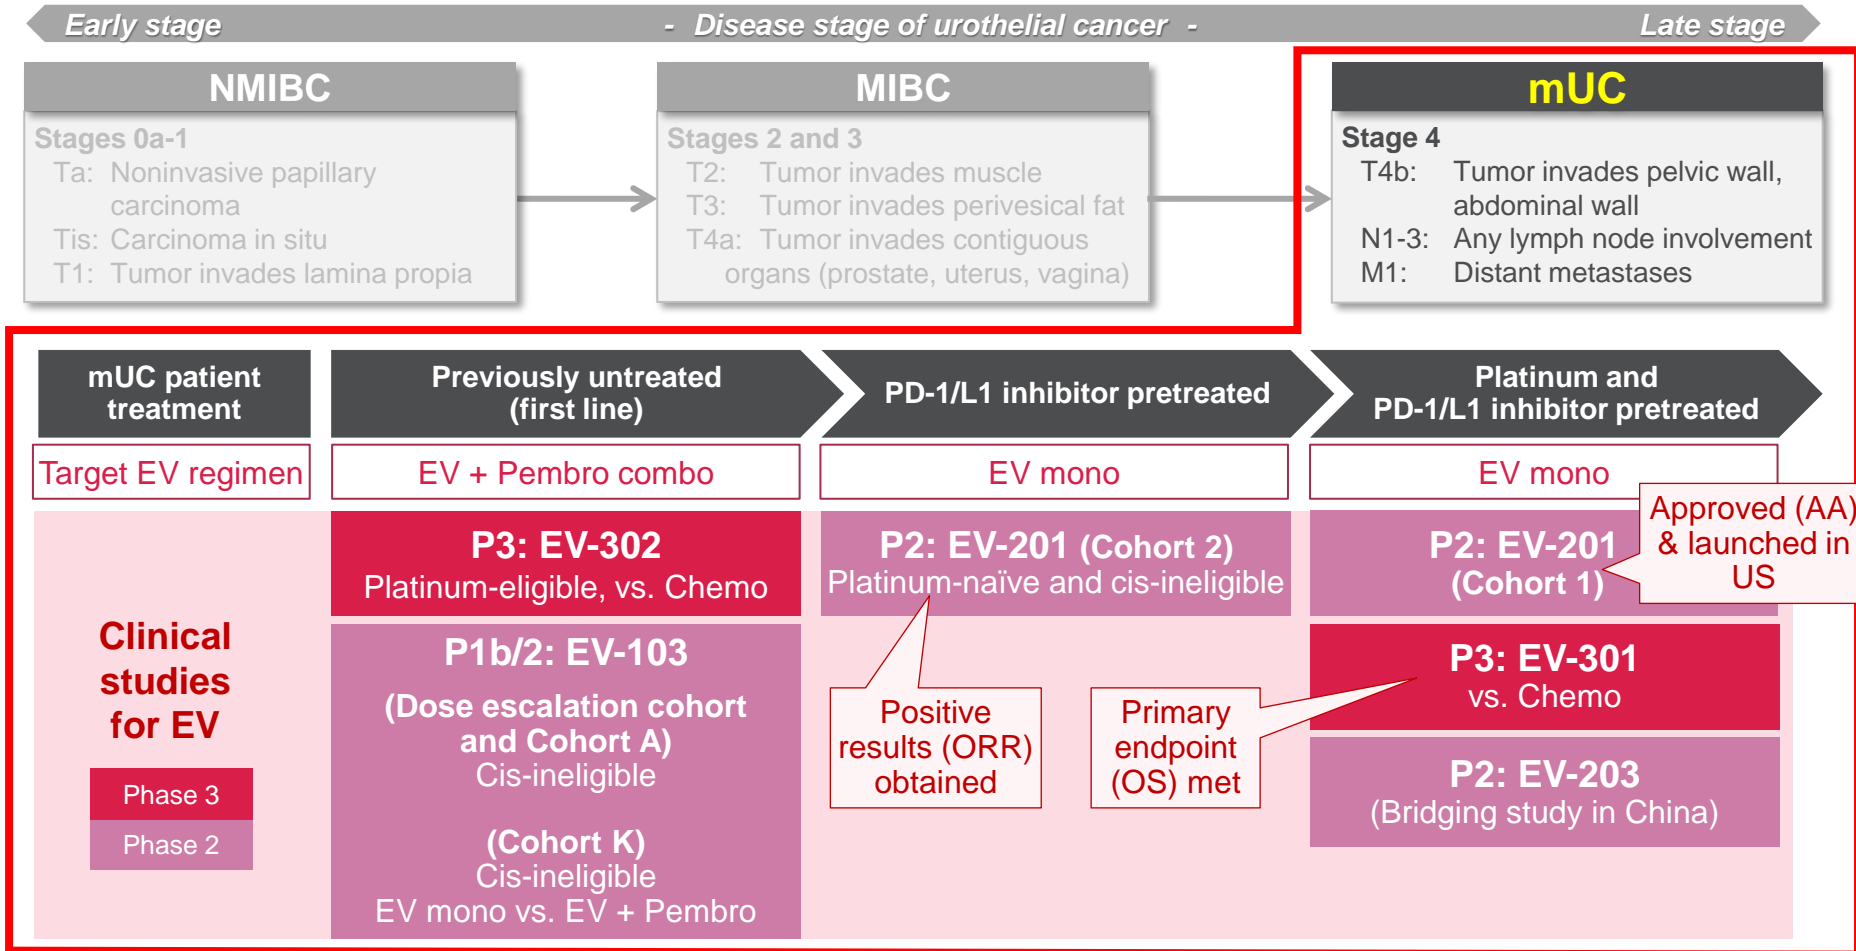 Early stage
- Disease stage of urothelial cancer -
Late stage
NMIBC
Stages 0a-1
Ta: Noninvasive papillary
carcinoma
Tis: Carcinoma in situ
T1: Tumor invades lamina propia
MIBC
Stages 2 and 3
T2: Tumor invades muscle
T3: Tumor invades perivesical fat
T4a: Tumor invades contiguous
organs (prostate, uterus, vagina)
mUC
Stage 4
T4b: Tumor invades pelvic wall,
abdominal wall
N1-3: Any lymph node involvement
M1: Distant metastases
mUC patient
treatment
Previously untreated
(first line)
PD-1/L1 inhibitor pretreated
Platinum and
PD-1/L1 inhibitor pretreated
Target EV regimen
EV + Pembro combo
EV mono
EV mono
Clinical
studies
for EV
Phase 3
Phase 2
P3: EV-302
Platinum-eligible, vs. Chemo
P1b/2: EV-103
(Dose escalation cohort
and Cohort A)
Cis-ineligible
(Cohort K)
Cis-ineligible
EV mono vs. EV + Pembro
P2: EV-201 (Cohort 2)
Platinum-naïve and cis-ineligible
Positive
results (ORR)
obtained
P2: EV-201
(Cohort 1)
Approved (AA)
& launched in
US
P3: EV-301
vs. Chemo
Primary
endpoint
(OS) met
P2: EV-203
(Bridging study in China)